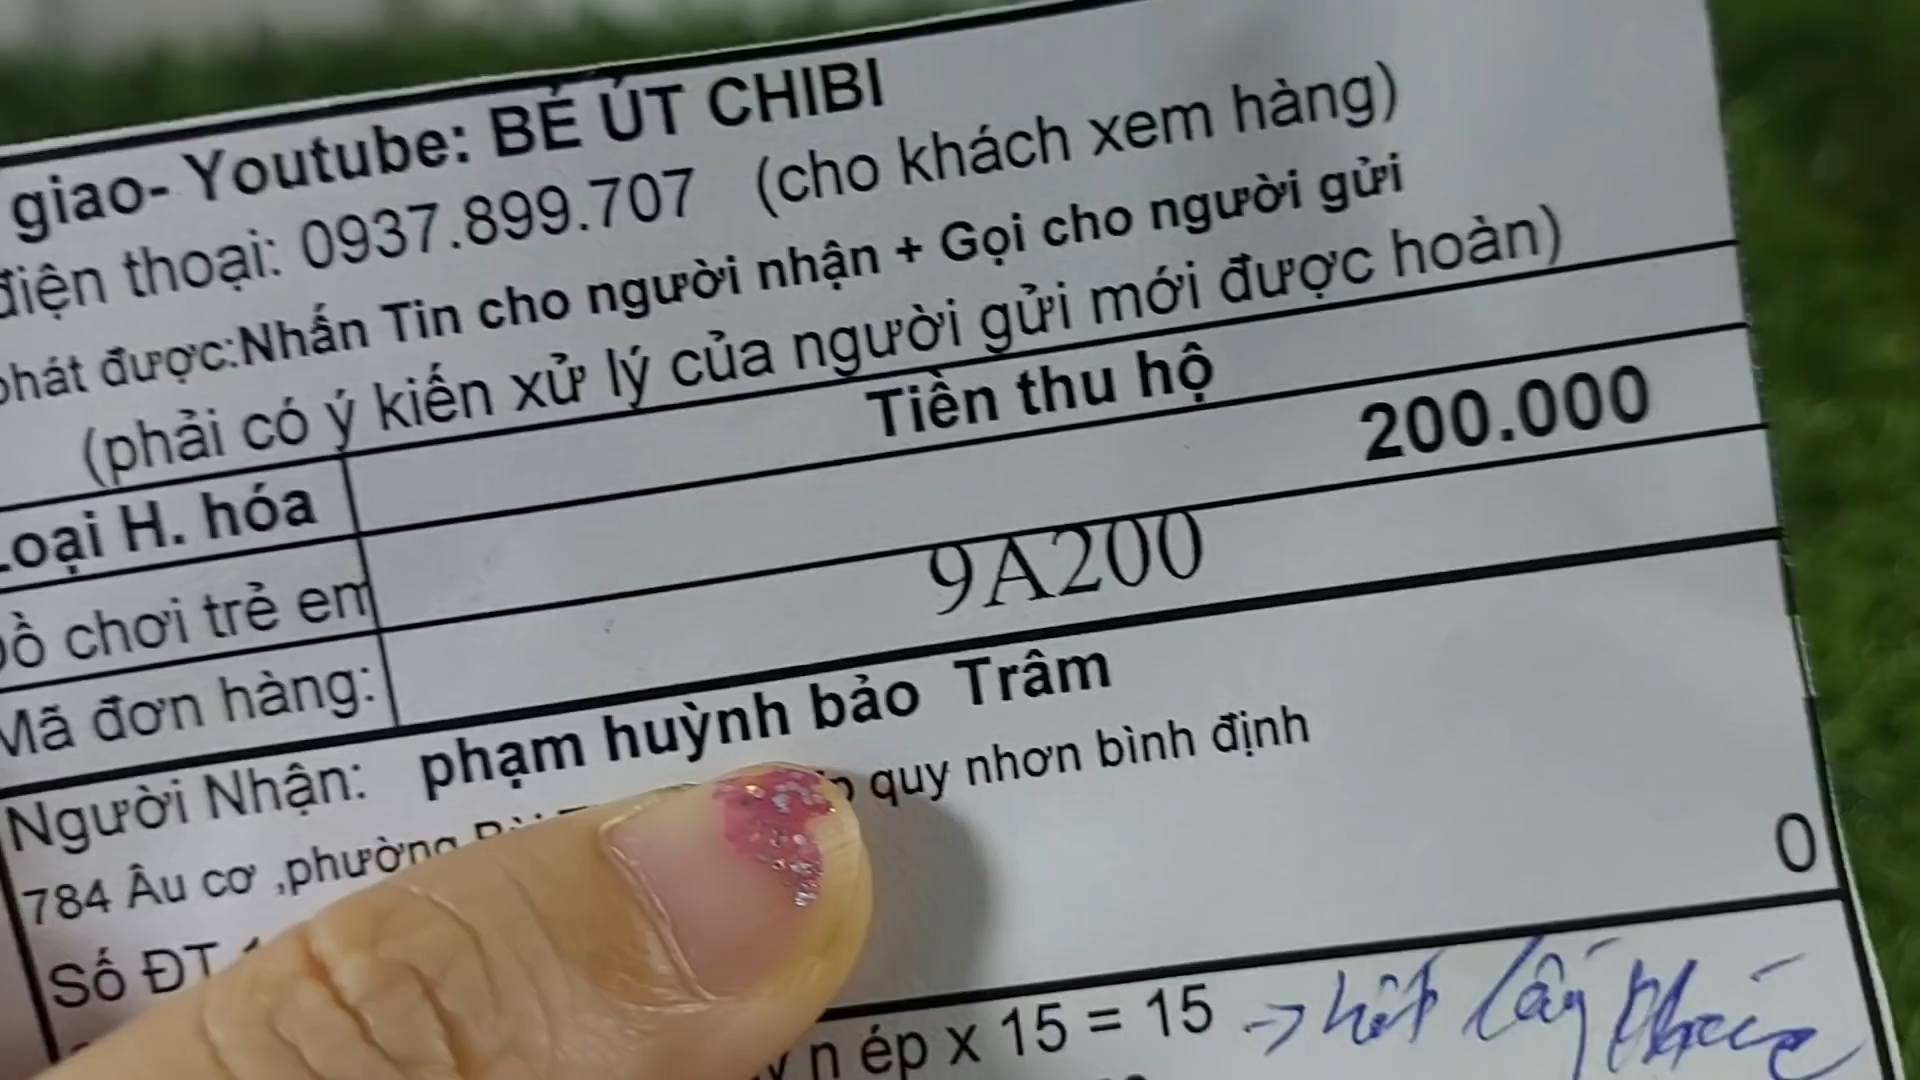 giao- Youtube: BÉ ÚT CHIBI
điện thoại: 0937.899.707 (cho khách xem hàng)
phát được:Nhắn Tin cho người nhận + Gọi cho người gửi
(phải có ý kiến xử lý của người gửi mới được hoàn)
Loại H. hóa Tiền thu hộ
Đồ chơi trẻ em 200.000
Mã đơn hàng: 9A200
Người Nhận: phạm huỳnh bảo Trâm
784 Âu cơ ,phường quy nhơn bình định
Số ĐT 0
ép x 15 = 15 -> hết lấy khác